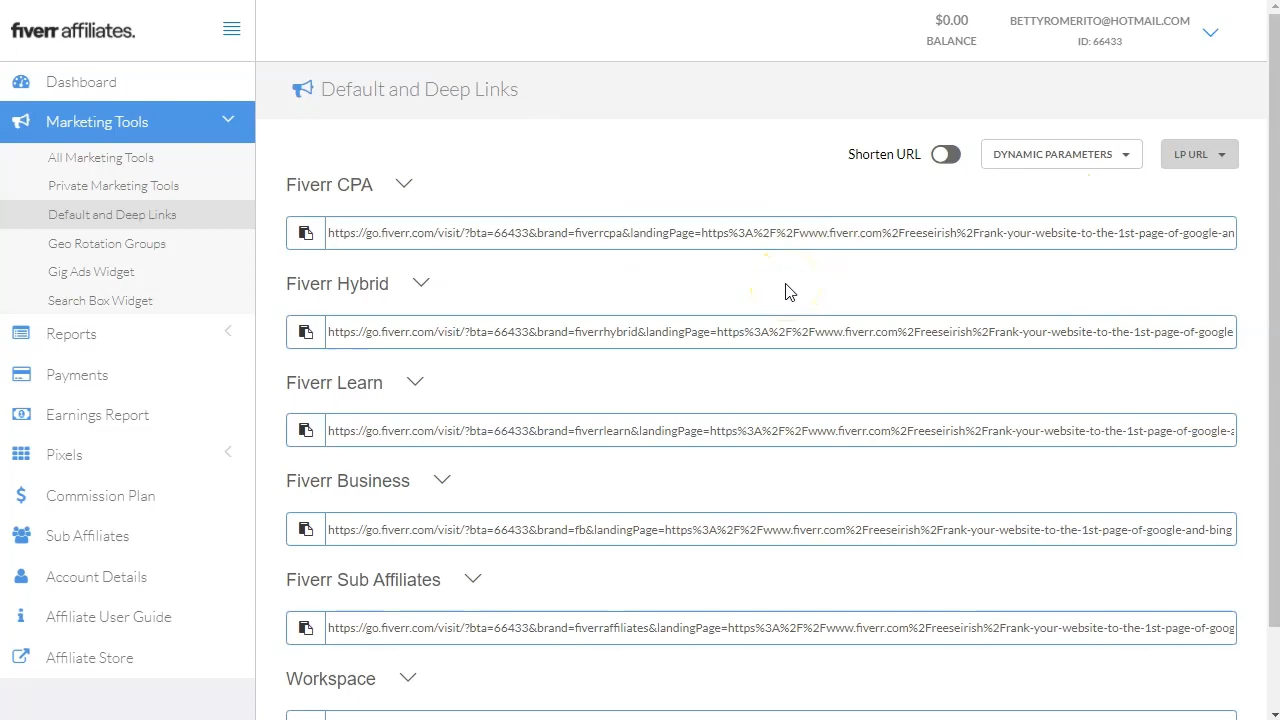 fiverr affiliates.
$0.00
BALANCE
BETTYROMERITO@HOTMAIL.COM
ID: 66433
Dashboard
Marketing Tools
All Marketing Tools
Private Marketing Tools
Default and Deep Links
Geo Rotation Groups
Gig Ads Widget
Search Box Widget
Reports
Payments
Earnings Report
Pixels
Commission Plan
Sub Affiliates
Account Details
Affiliate User Guide
Affiliate Store
Default and Deep Links
Shorten URL
DYNAMIC PARAMETERS
LP URL
Fiverr CPA
https://go.fiverr.com/visit/?bta=66433&brand=fiverrcpa&landingPage=https%3A%2F%2Fwww.fiverr.com%2Freeseirish%2Frank-your-website-to-the-1st-page-of-google-an
Fiverr Hybrid
https://go.fiverr.com/visit/?bta=66433&brand=fiverrhybrid&landingPage=https%3A%2F%2Fwww.fiverr.com%2Freeseirish%2Frank-your-website-to-the-1st-page-of-google
Fiverr Learn
https://go.fiverr.com/visit/?bta=66433&brand=fiverrlearn&landingPage=https%3A%2F%2Fwww.fiverr.com%2Freeseirish%2Frank-your-website-to-the-1st-page-of-google-a
Fiverr Business
https://go.fiverr.com/visit/?bta=66433&brand=fb&landingPage=https%3A%2F%2Fwww.fiverr.com%2Freeseirish%2Frank-your-website-to-the-1st-page-of-google-and-bing
Fiverr Sub Affiliates
https://go.fiverr.com/visit/?bta=66433&brand=fiverraffiliates&landingPage=https%3A%2F%2Fwww.fiverr.com%2Freeseirish%2Frank-your-website-to-the-1st-page-of-goog
Workspace